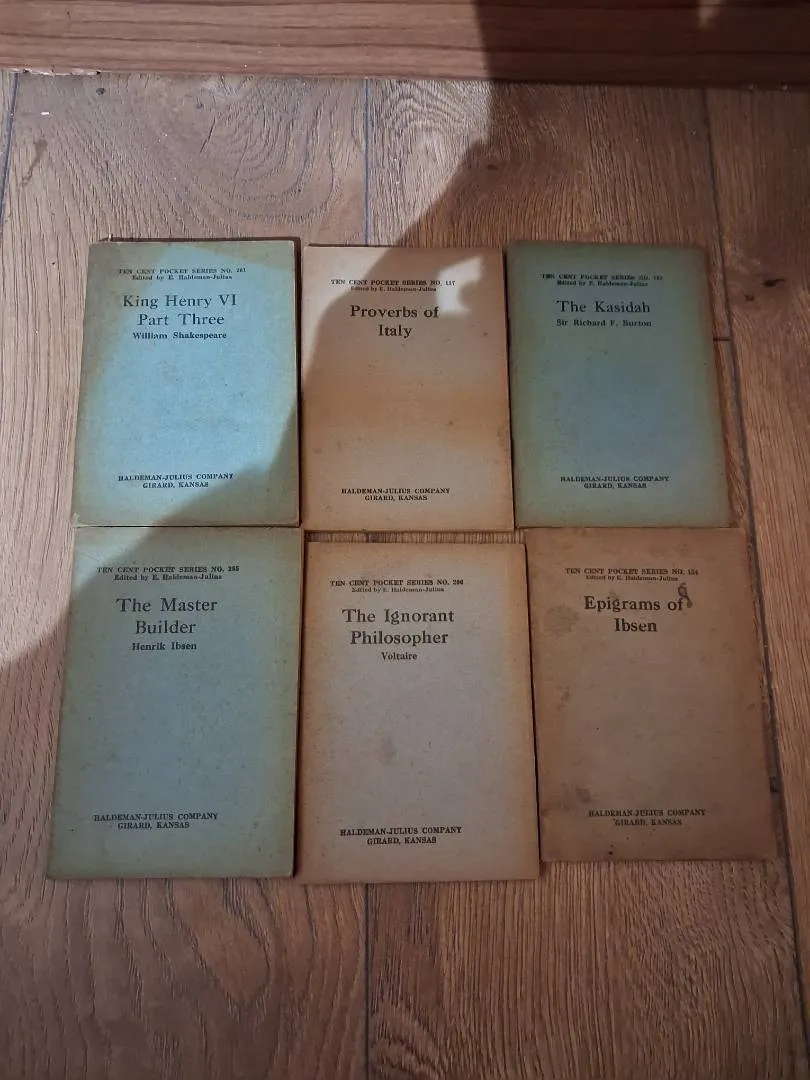 TEN CENT POCKET SERIES NO. 261
Edited by E. Haldeman-Julius
King Henry VI
Part Three
William Shakespeare
HALDEMAN-JULIUS COMPANY
GIRARD, KANSAS
TEN CENT POCKET SERIES NO. 117
Edited by E. Haldeman-Julius
Proverbs of
Italy
HALDEMAN-JULIUS COMPANY
GIRARD, KANSAS
TEN CENT POCKET SERIES NO.
Edited by E. Haldeman-Julius
The Kasidah
Sir Richard F. Burton
HALDEMAN-JULIUS COMPANY
GIRARD, KANSAS
TEN CENT POCKET SERIES NO. 295
Edited by E. Haldeman-Julius
The Master
Builder
Henrik Ibsen
HALDEMAN-JULIUS COMPANY
GIRARD, KANSAS
TEN CENT POCKET SERIES NO. 200
Edited by E. Haldeman-Julius
The Ignorant
Philosopher
Voltaire
HALDEMAN-JULIUS COMPANY
GIRARD, KANSAS
TEN CENT POCKET SERIES NO. 154
Edited by E. Haldeman-Julius
Epigrams of
Ibsen
HALDEMAN-JULIUS COMPANY
GIRARD, KANSAS